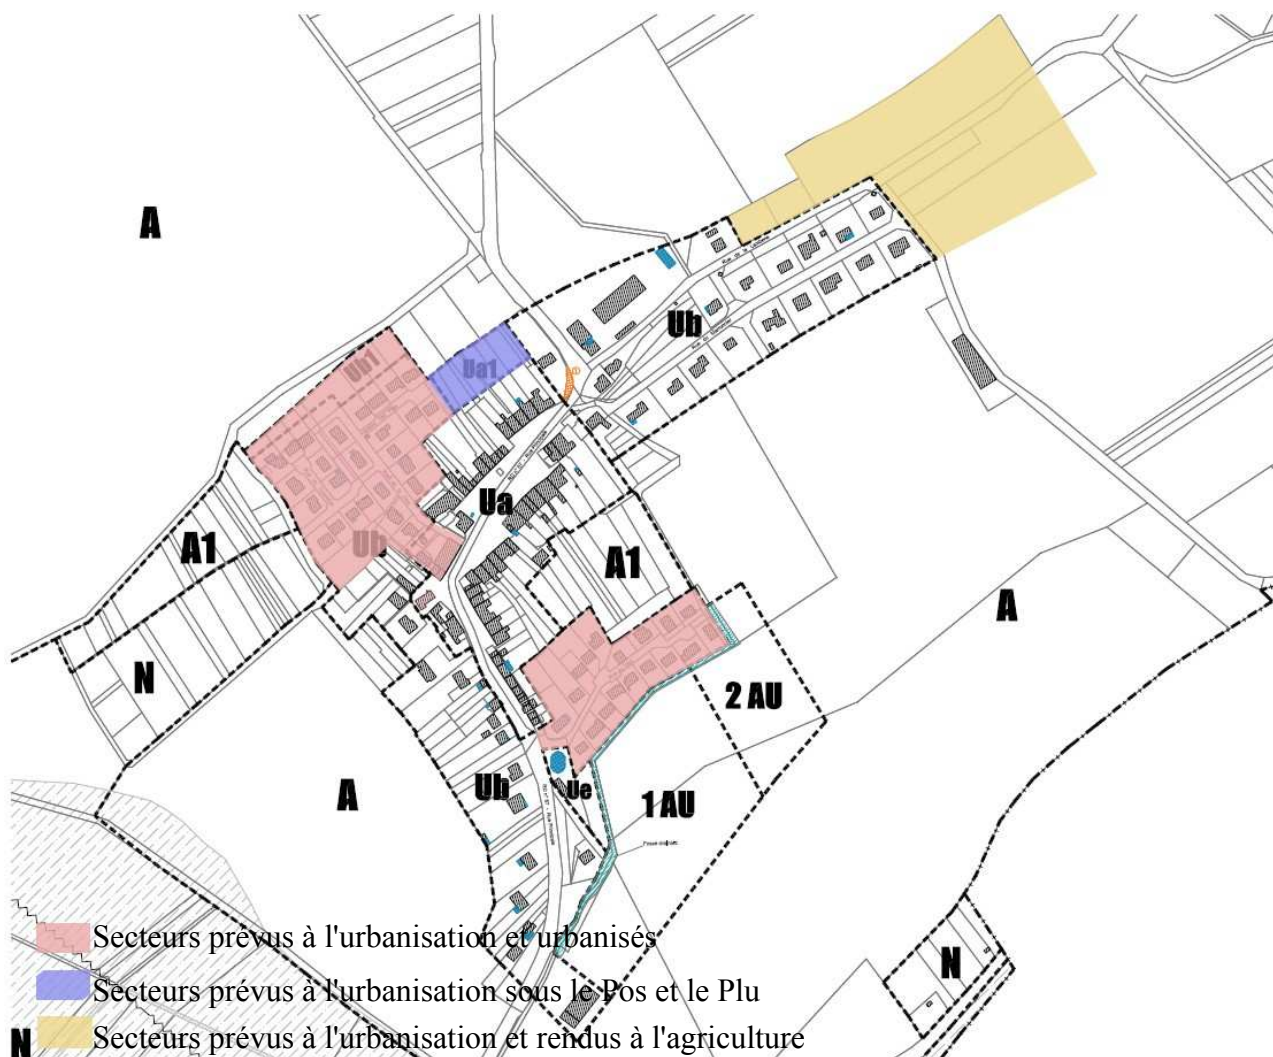 A
Ub
Ub1
Ua1
e
Ua
A1
Ub
A1
A
N
2 AU
A
Ub
Ue
1 AU
N
Secteurs prévus à l'urbanisation et urbanisés
Secteurs prévus à l'urbanisation sous le Pos et le Plu
N
Secteurs prévus à l'urbanisation et rendus à l'agriculture